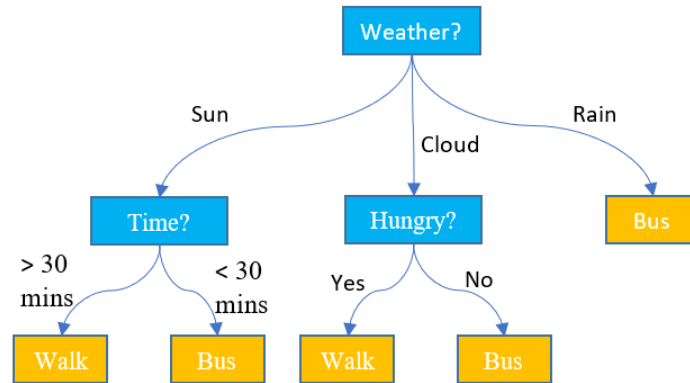 Weather?
Sun
Cloud
Rain
Time?
Hungry?
Bus
> 30
mins
< 30
mins
Yes
No
Walk
Bus
Walk
Bus